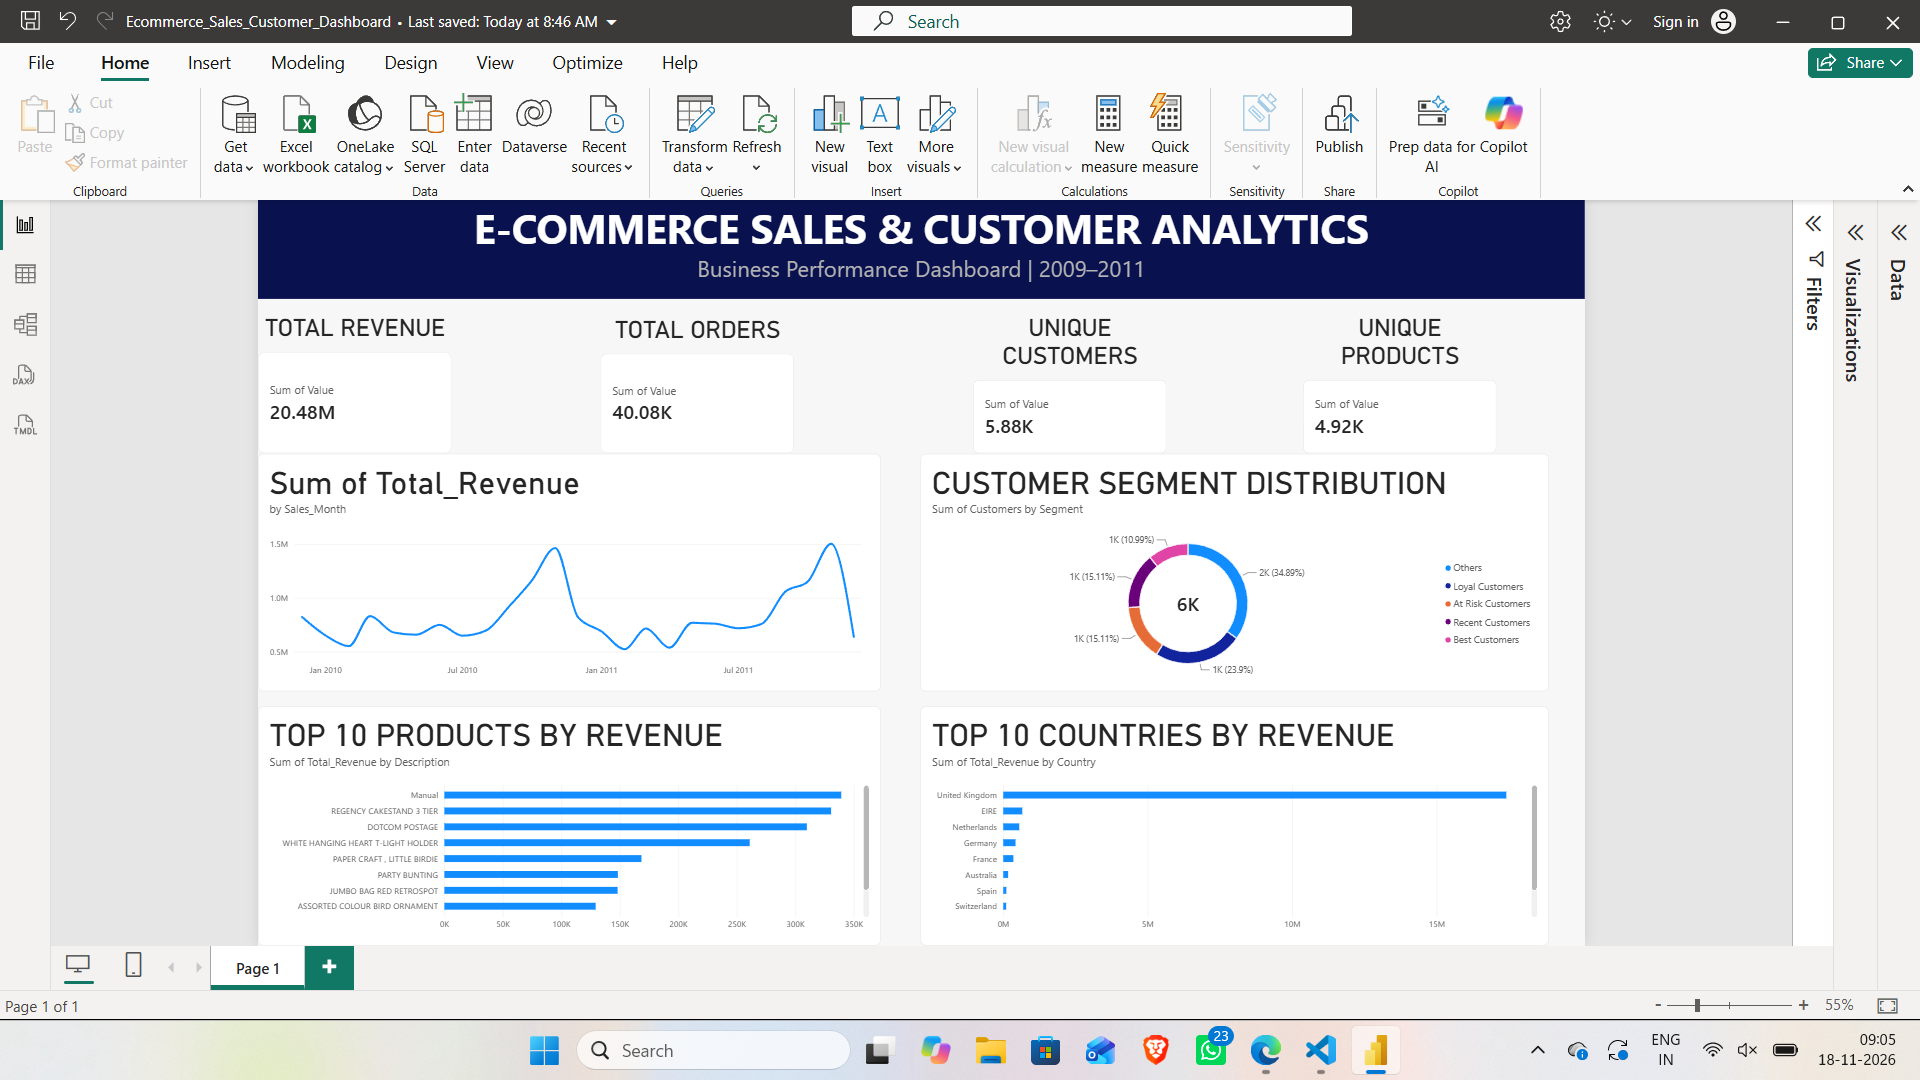 Ecommerce_Sales_Customer_Dashboard • Last saved: Today at 8:46 AM
Search
Sign in
File
Home
Insert
Modeling
Design
View
Optimize
Help
Share
Paste
Cut
Copy
Format painter
Clipboard
Get data
Excel workbook
OneLake catalog
SQL Server
Enter data
Dataverse
Recent sources
Data
Transform data
Refresh
Queries
New visual
Text box
More visuals
Insert
New visual calculation
New measure
Quick measure
Calculations
Sensitivity
Sensitivity
Publish
Share
Prep data for AI
Copilot
Copilot
DAX
TMDL
E-COMMERCE SALES & CUSTOMER ANALYTICS
Business Performance Dashboard | 2009–2011
TOTAL REVENUE
Sum of Value
20.48M
TOTAL ORDERS
Sum of Value
40.08K
UNIQUE
CUSTOMERS
Sum of Value
5.88K
UNIQUE
PRODUCTS
Sum of Value
4.92K
Sum of Total_Revenue
by Sales_Month
1.5M
1.0M
0.5M
Jan 2010
Jul 2010
Jan 2011
Jul 2011
CUSTOMER SEGMENT DISTRIBUTION
Sum of Customers by Segment
1K (10.99%)
1K (15.11%)
1K (15.11%)
2K (34.89%)
1K (23.9%)
6K
Others
Loyal Customers
At Risk Customers
Recent Customers
Best Customers
TOP 10 PRODUCTS BY REVENUE
Sum of Total_Revenue by Description
Manual
REGENCY CAKESTAND 3 TIER
DOTCOM POSTAGE
WHITE HANGING HEART T-LIGHT HOLDER
PAPER CRAFT , LITTLE BIRDIE
PARTY BUNTING
JUMBO BAG RED RETROSPOT
ASSORTED COLOUR BIRD ORNAMENT
0K 50K 100K 150K 200K 250K 300K 350K
TOP 10 COUNTRIES BY REVENUE
Sum of Total_Revenue by Country
United Kingdom
EIRE
Netherlands
Germany
France
Australia
Spain
Switzerland
0M 5M 10M 15M
Filters
Visualizations
Data
Page 1
Page 1 of 1
- + 55%
Search
23
ENG
IN
09:05
18-11-2026